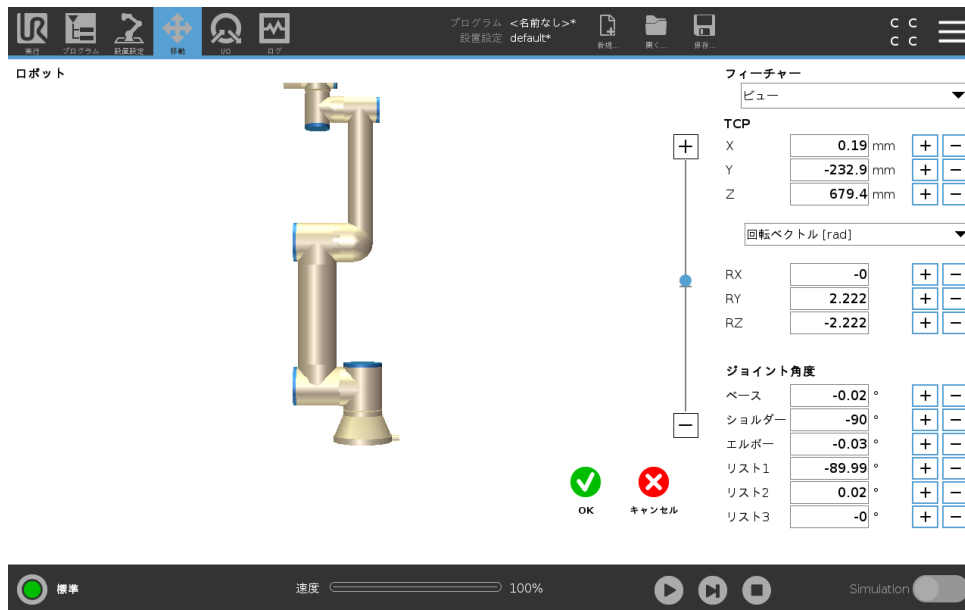 UR
プログラム <名前なし>*
設置設定 default*
C C
C C
実行 プログラム 設置設定 移動 I/O ログ 新規... 開く... 保存...
ロボット
フィーチャー
ビュー
TCP
X 0.19 mm + −
Y -232.9 mm + −
Z 679.4 mm + −
回転ベクトル [rad]
RX -0 + −
RY 2.222 + −
RZ -2.222 + −
ジョイント角度
ベース -0.02 ° + −
ショルダー -90 ° + −
エルボー -0.03 ° + −
リスト1 -89.99 ° + −
リスト2 0.02 ° + −
リスト3 -0 ° + −
OK キャンセル
標準 速度 100% Simulation